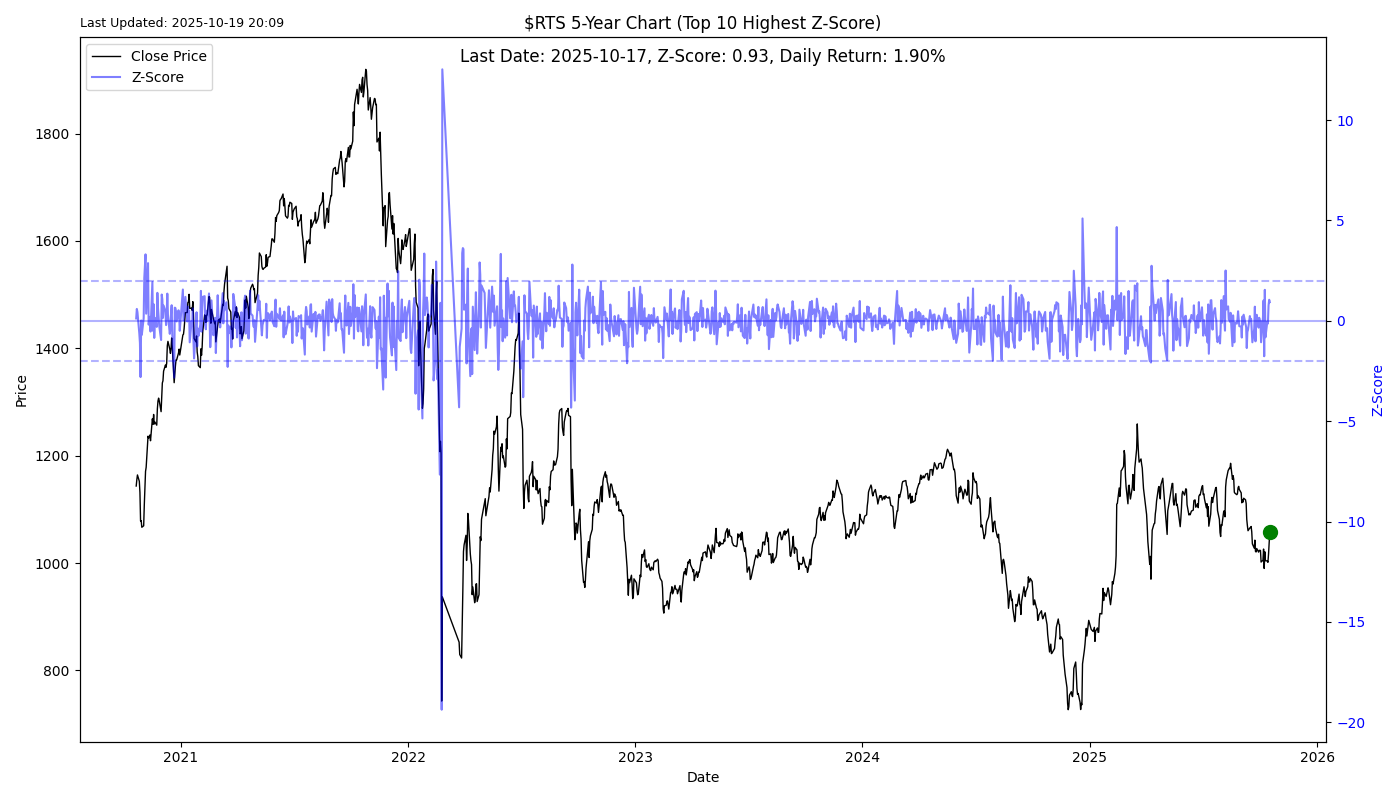 Last Updated: 2025-10-19 20:09
$RTS 5-Year Chart (Top 10 Highest Z-Score)
Last Date: 2025-10-17, Z-Score: 0.93, Daily Return: 1.90%
Close Price
Z-Score
1800
1600
1400
1200
1000
800
Price
10
5
0
−5
−10
−15
−20
Z-Score
2021
2022
2023
2024
2025
2026
Date